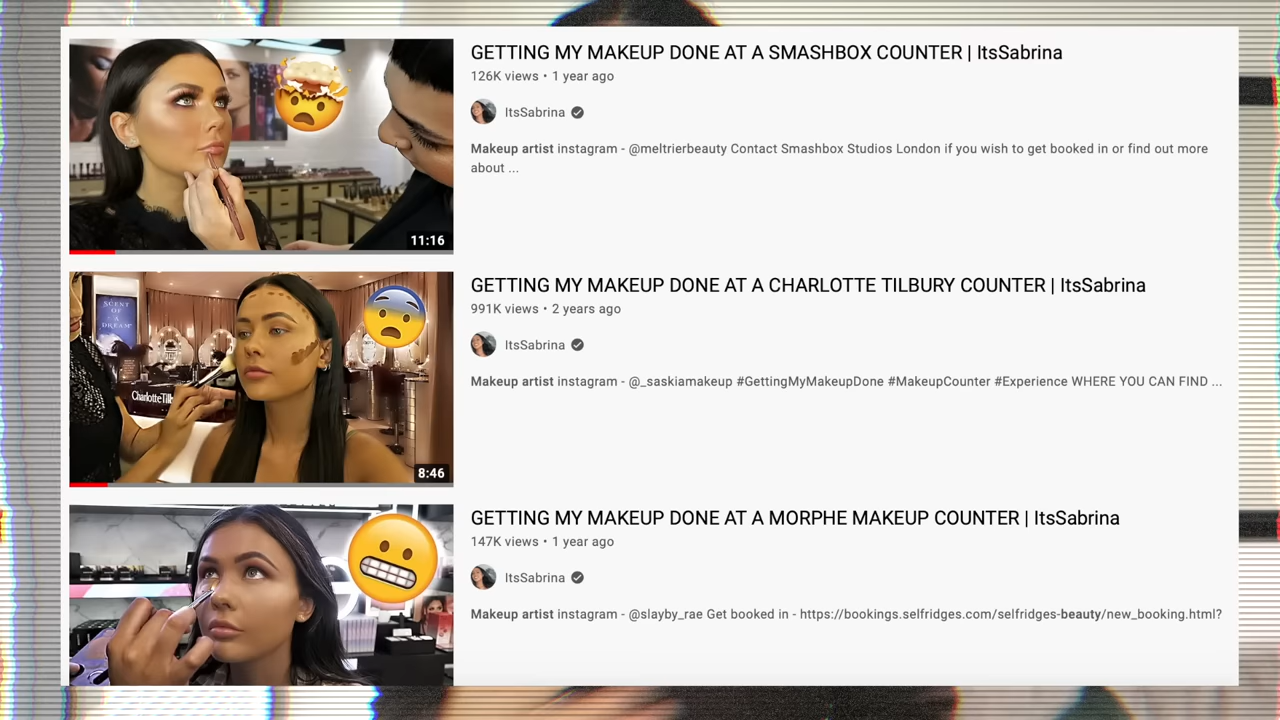 GETTING MY MAKEUP DONE AT A SMASHBOX COUNTER | ItsSabrina
126K views • 1 year ago
ItsSabrina
Makeup artist instagram - @meltrierbeauty Contact Smashbox Studios London if you wish to get booked in or find out more
about ...
11:16
GETTING MY MAKEUP DONE AT A CHARLOTTE TILBURY COUNTER | ItsSabrina
991K views • 2 years ago
ItsSabrina
Makeup artist instagram - @_saskiamakeup #GettingMyMakeupDone #MakeupCounter #Experience WHERE YOU CAN FIND ...
SCENT
OF A
DREAM
CharlotteTilb
8:46
GETTING MY MAKEUP DONE AT A MORPHE MAKEUP COUNTER | ItsSabrina
147K views • 1 year ago
ItsSabrina
Makeup artist instagram - @slayby_rae Get booked in - https://bookings.selfridges.com/selfridges-beauty/new_booking.html?